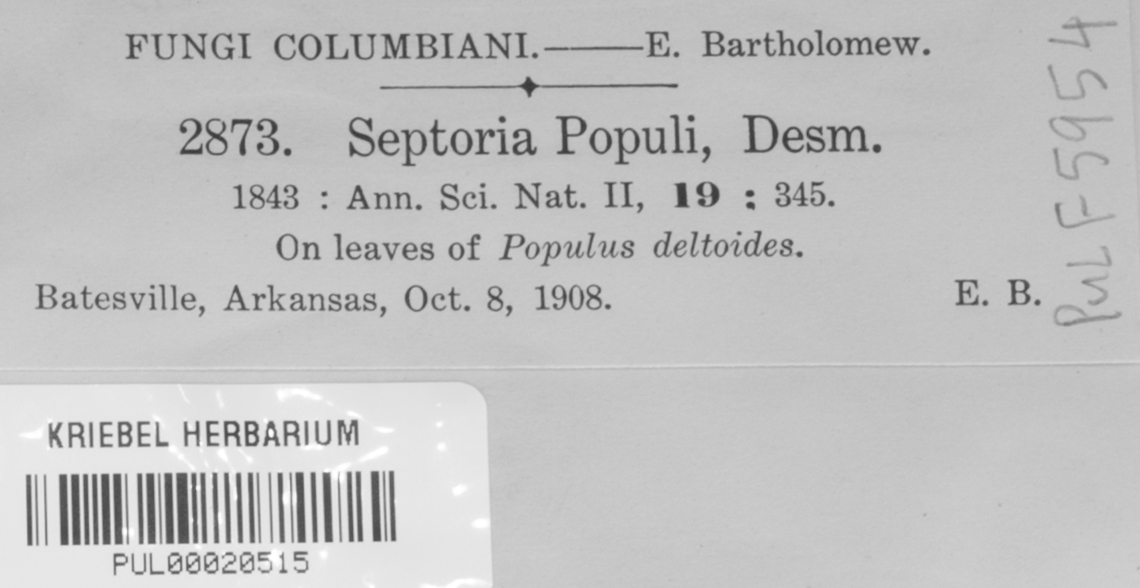 FUNGI COLUMBIANI.——E. Bartholomew.
2873. Septoria Populi, Desm.
1843 : Ann. Sci. Nat. II, 19 : 345.
On leaves of Populus deltoides.
Batesville, Arkansas, Oct. 8, 1908. E. B.
PUL F 5954
KRIEBEL HERBARIUM
PUL00020515